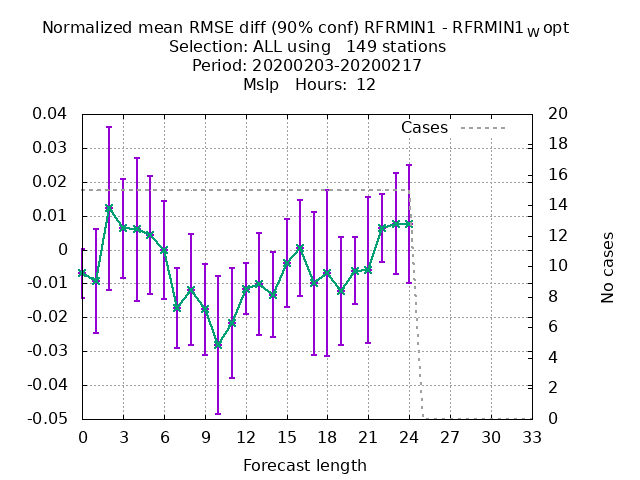 Normalized mean RMSE diff (90% conf) RFRMIN1 - RFRMIN1W opt
Selection: ALL using 149 stations
Period: 20200203-20200217
Mslp Hours: 12
Cases
0.04
0.03
0.02
0.01
0
-0.01
-0.02
-0.03
-0.04
-0.05
20
18
16
14
12
10
8
6
4
2
0
No cases
0 3 6 9 12 15 18 21 24 27 30 33
Forecast length